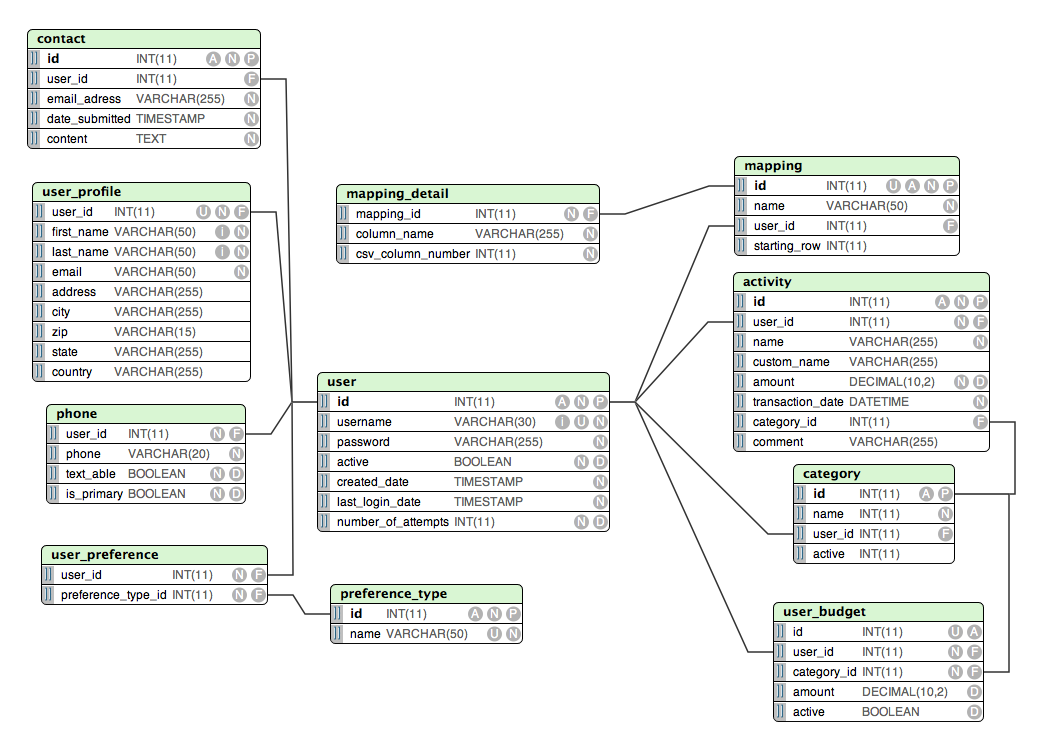 contact
id INT(11) A N P
user_id INT(11) F
email_adress VARCHAR(255) N
date_submitted TIMESTAMP N
content TEXT N
user_profile
user_id INT(11) U N F
first_name VARCHAR(50) i N
last_name VARCHAR(50) i N
email VARCHAR(50) N
address VARCHAR(255)
city VARCHAR(255)
zip VARCHAR(15)
state VARCHAR(255)
country VARCHAR(255)
phone
user_id INT(11) N F
phone VARCHAR(20) N
text_able BOOLEAN N D
is_primary BOOLEAN N D
user_preference
user_id INT(11) N F
preference_type_id INT(11) N F
mapping_detail
mapping_id INT(11) N F
column_name VARCHAR(255) N
csv_column_number INT(11) N
user
id INT(11) A N P
username VARCHAR(30) i U N
password VARCHAR(255) N
active BOOLEAN N D
created_date TIMESTAMP N
last_login_date TIMESTAMP N
number_of_attempts INT(11) N D
preference_type
id INT(11) A N P
name VARCHAR(50) U N
mapping
id INT(11) U A N P
name VARCHAR(50) N
user_id INT(11) F
starting_row INT(11)
activity
id INT(11) A N P
user_id INT(11) N F
name VARCHAR(255) N
custom_name VARCHAR(255)
amount DECIMAL(10,2) N D
transaction_date DATETIME N
category_id INT(11) F
comment VARCHAR(255)
category
id INT(11) A P
name INT(11) N
user_id INT(11) F
active INT(11)
user_budget
id INT(11) U A
user_id INT(11) N F
category_id INT(11) N F
amount DECIMAL(10,2) D
active BOOLEAN D